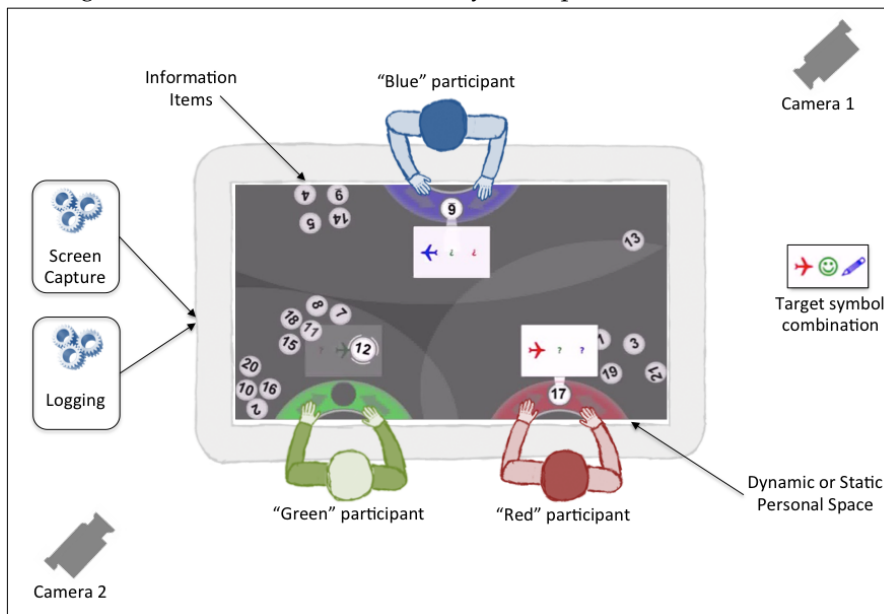 Information
Items
"Blue" participant
Camera 1
4
9
5
14
6
13
? ?
Screen
Capture
Target symbol
combination
8
7
18
11
15
12
?
1
3
? ?
19
21
20
10
16
2
17
Logging
Dynamic or Static
Personal Space
"Green" participant
"Red" participant
Camera 2